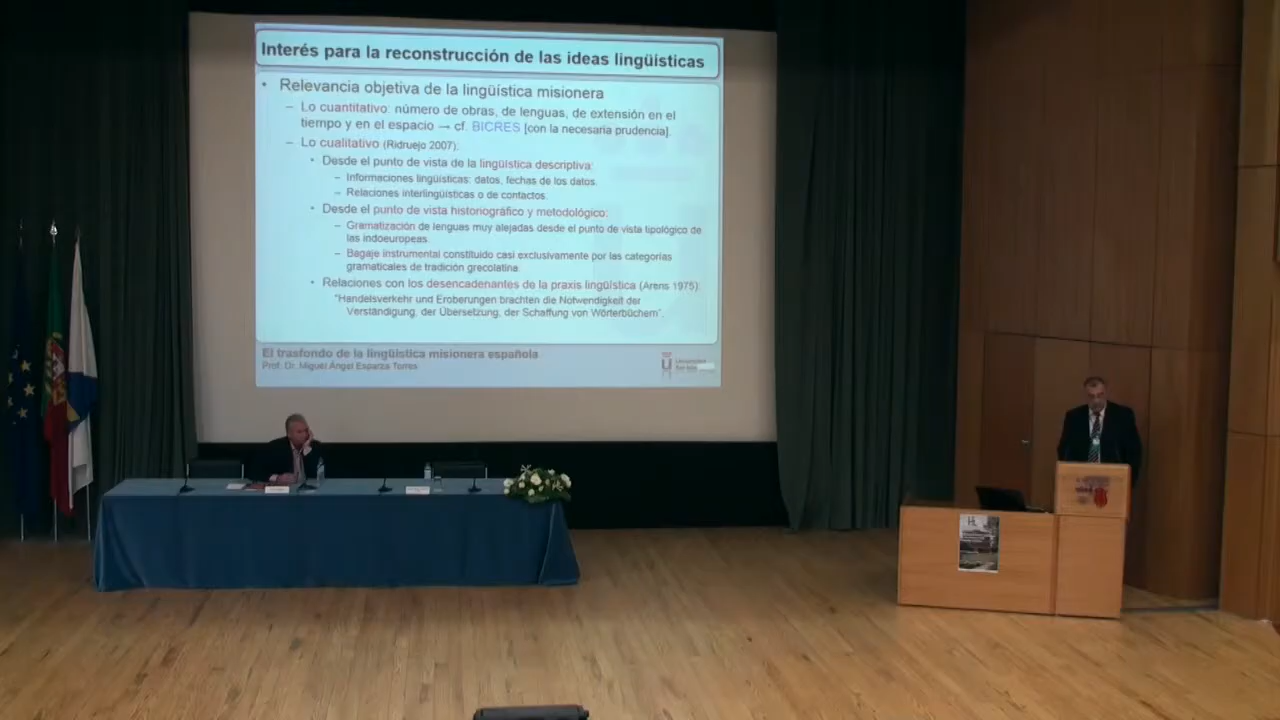 Interés para la reconstrucción de las ideas lingüísticas
• Relevancia objetiva de la lingüística misionera
– Lo cuantitativo: número de obras, de lenguas, de extensión en el
tiempo y en el espacio → cf. BICRES [con la necesaria prudencia].
– Lo cualitativo (Ridruejo 2007):
• Desde el punto de vista de la lingüística descriptiva:
– Informaciones lingüísticas: datos, fechas de los datos.
– Relaciones interlingüísticas o de contactos.
• Desde el punto de vista historiográfico y metodológico:
– Gramatización de lenguas muy alejadas desde el punto de vista tipológico de
las indoeuropeas.
– Bagaje instrumental constituido casi exclusivamente por las categorías
gramaticales de tradición grecolatina.
• Relaciones con los desencadenantes de la praxis lingüística (Arens 1975):
"Handelsverkehr und Eroberungen brachten die Notwendigkeit der
Verständigung, der Übersetzung, der Schaffung von Wörterbüchern".
El trasfondo de la lingüística misionera española
Prof. Dr. Miguel Ángel Esparza Torres